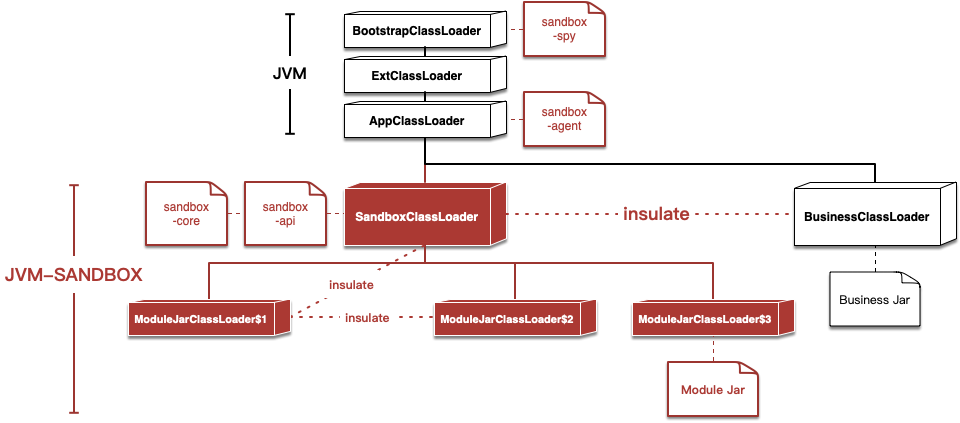 BootstrapClassLoader
sandbox
-spy
JVM
ExtClassLoader
AppClassLoader
sandbox
-agent
sandbox
-core
sandbox
-api
SandboxClassLoader
insulate
BusinessClassLoader
JVM-SANDBOX
insulate
Business Jar
ModuleJarClassLoader$1
insulate
ModuleJarClassLoader$2
ModuleJarClassLoader$3
Module Jar